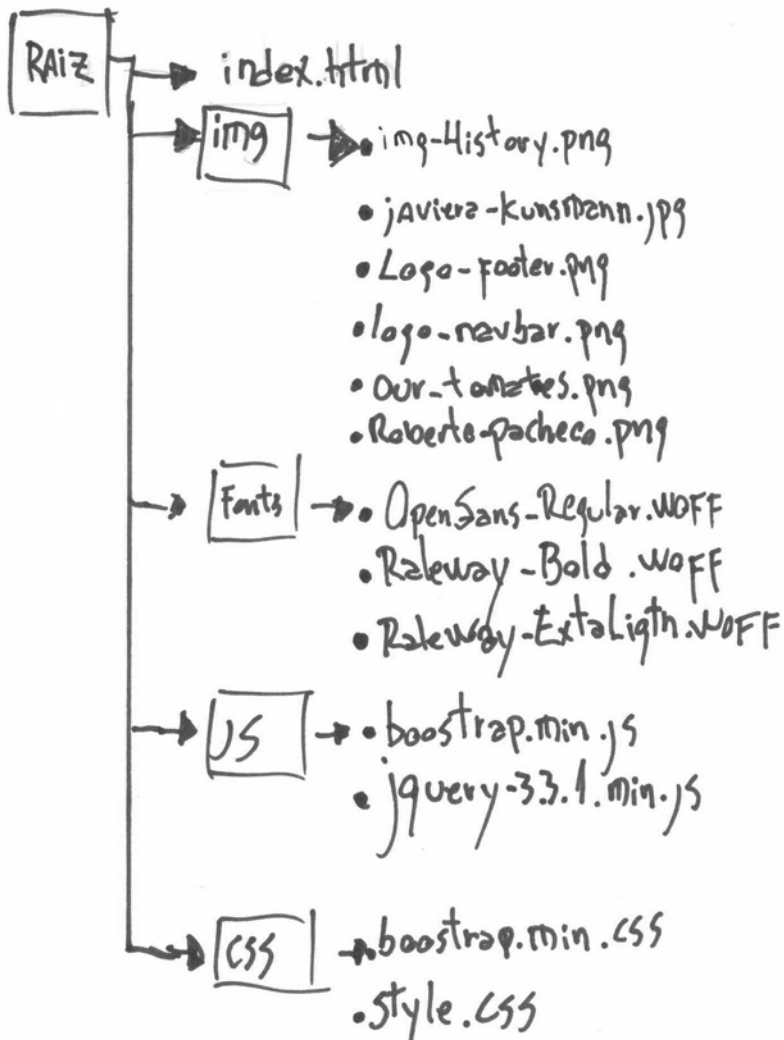 RAiZ
index.html
img
img-History.png
jAviera-Kunstmann.jpg
Logo-footer.png
logo-navbar.png
our-tomatoes.png
Roberto-pacheco.png
Fonts
OpenSans-Regular.WOFF
Raleway-Bold.WOFF
Raleway-ExtaLigth.WOFF
JS
boostrap.min.js
jquery-3.3.1.min.js
CSS
boostrap.min.css
style.css